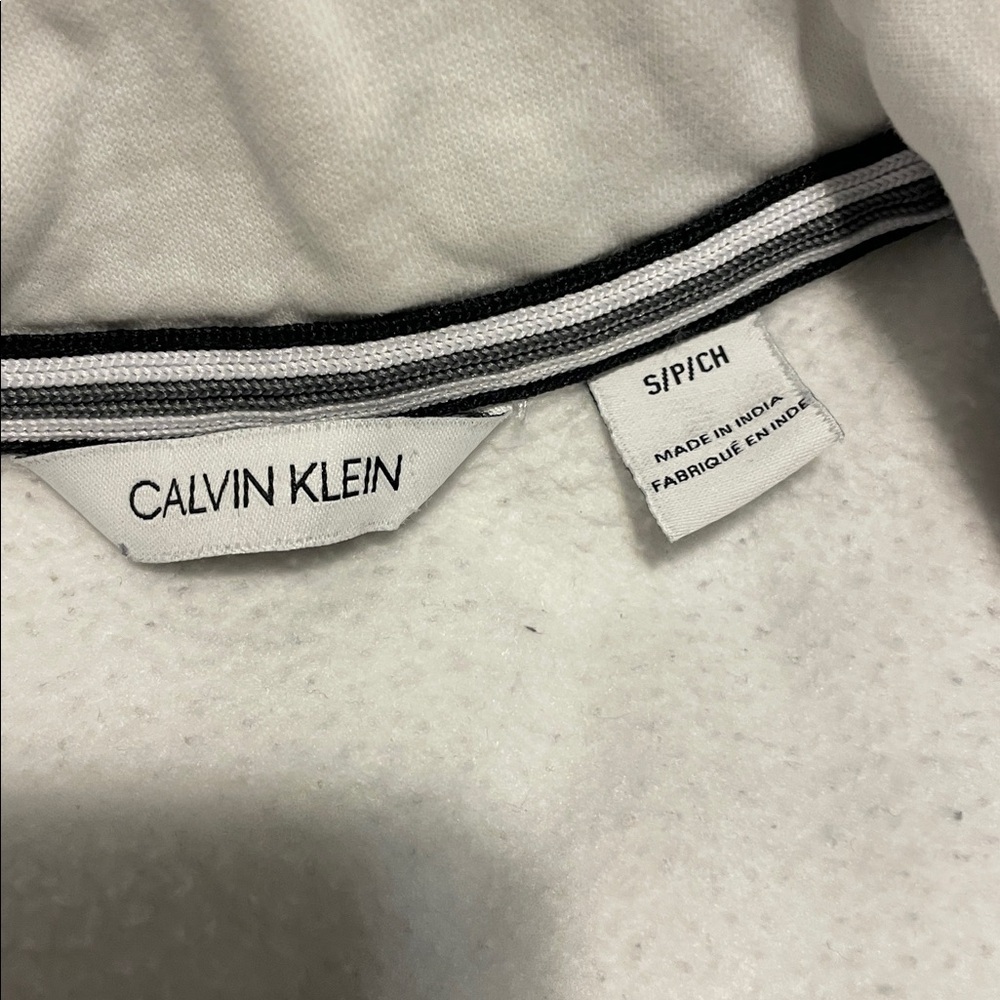 CALVIN KLEIN
S/P/CH
MADE IN INDIA
FABRIQUÉ EN INDE